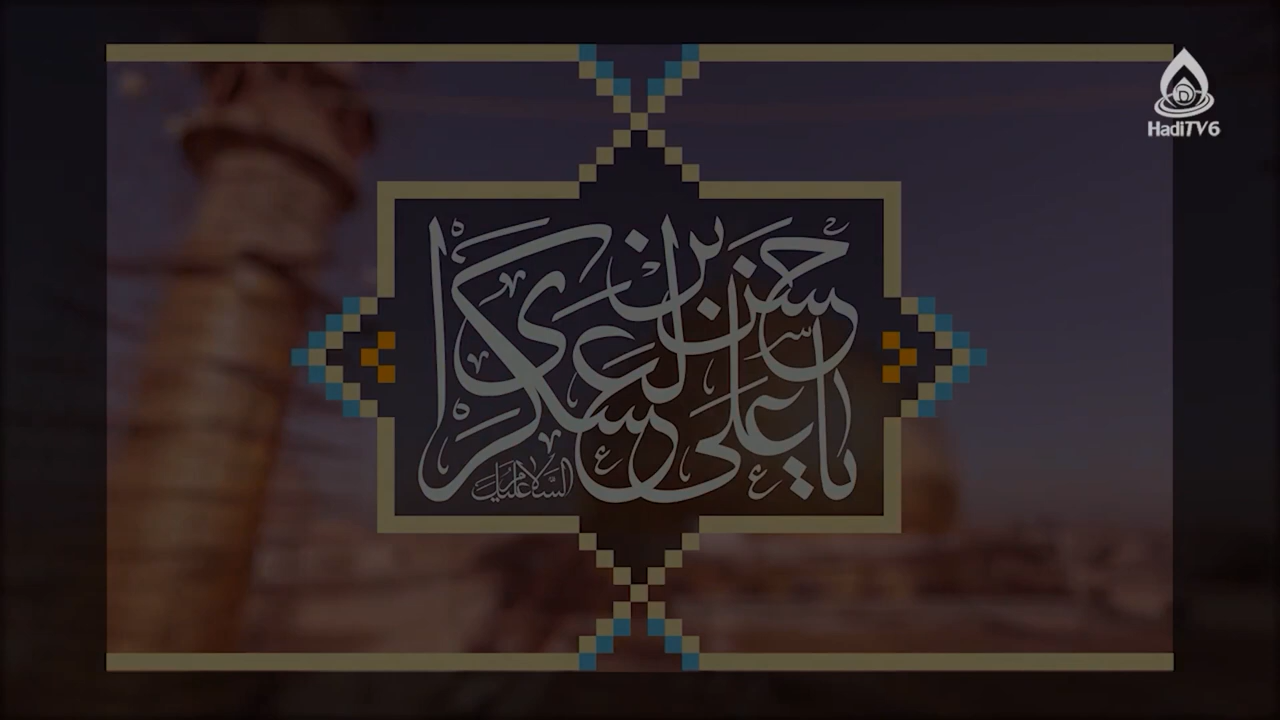 HadiTV6
یا حسن بن علی العسکری
السلام علیک